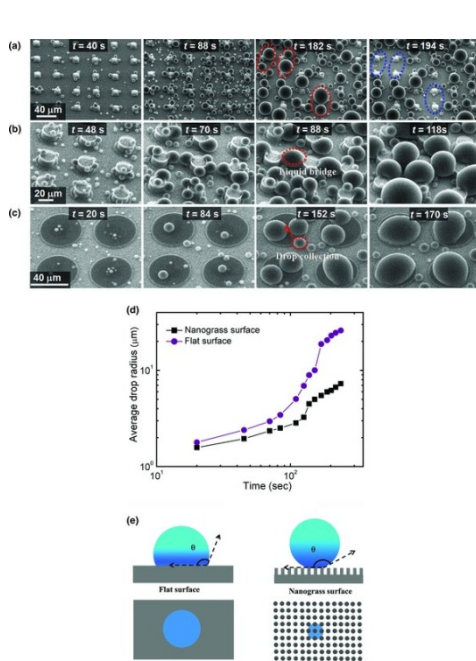 (a)
t = 40 s
t = 88 s
t = 182 s
t = 194 s
40 μm
(b)
t = 48 s
t = 70 s
t = 88 s
t = 118s
Liquid bridge
20 μm
(c)
t = 20 s
t = 84 s
t = 152 s
t = 170 s
Drop collection
40 μm
(d)
Nanograss surface
Flat surface
Average drop radius (μm)
10¹
10⁰
10¹
10²
Time (sec)
(e)
θ
θ
Flat surface
Nanograss surface